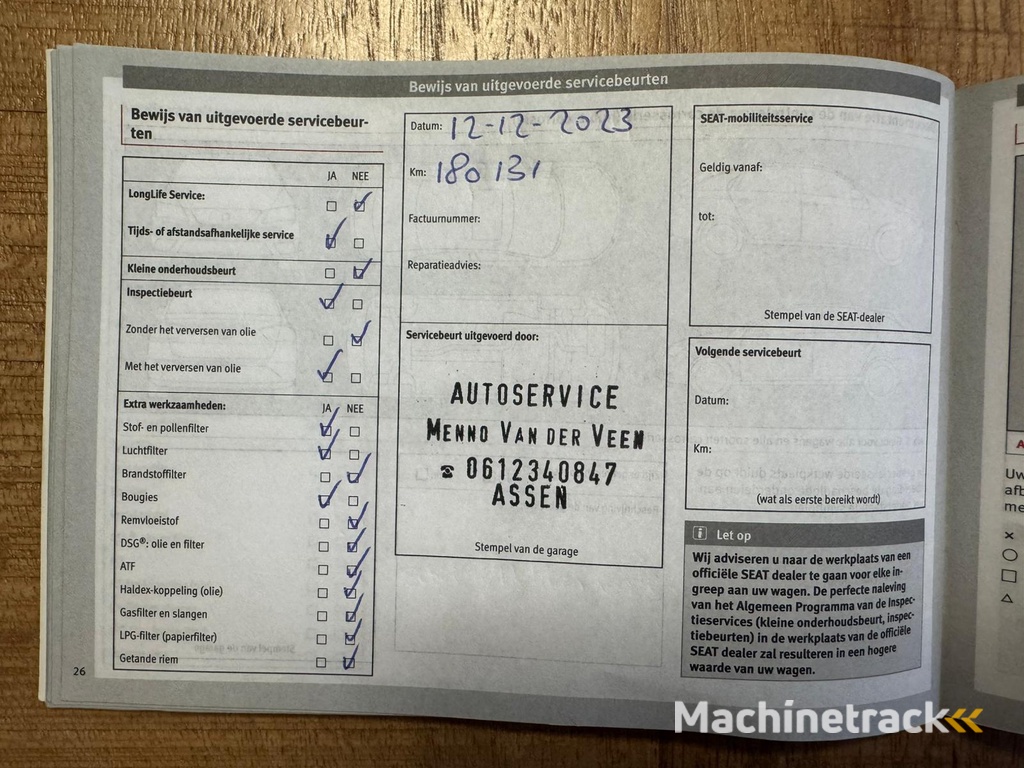 Bewijs van uitgevoerde servicebeurten
Bewijs van uitgevoerde servicebeur-
ten
JA NEE
LongLife Service:
Tijds- of afstandsafhankelijke service
Kleine onderhoudsbeurt
Inspectiebeurt
Zonder het verversen van olie
Met het verversen van olie
Extra werkzaamheden: JA NEE
Stof- en pollenfilter
Luchtfilter
Brandstoffilter
Bougies
Remvloeistof
DSG®: olie en filter
ATF
Haldex-koppeling (olie)
Gasfilter en slangen
LPG-filter (papierfilter)
Getande riem
26
Datum: 12-12-2023
Km: 180 131
Factuurnummer:
Reparatieadvies:
Servicebeurt uitgevoerd door:
AUTOSERVICE
MENNO VAN DER VEEN
☎ 0612340847
ASSEN
Stempel van de garage
SEAT-mobiliteitsservice
Geldig vanaf:
tot:
Stempel van de SEAT-dealer
Volgende servicebeurt
Datum:
Km:
(wat als eerste bereikt wordt)
i Let op
Wij adviseren u naar de werkplaats van een
officiële SEAT dealer te gaan voor elke in-
greep aan uw wagen. De perfecte naleving
van het Algemeen Programma van de Inspec-
tieservices (kleine onderhoudsbeurt, inspec-
tiebeurten) in de werkplaats van de officiële
SEAT dealer zal resulteren in een hogere
waarde van uw wagen.
Machinetrack